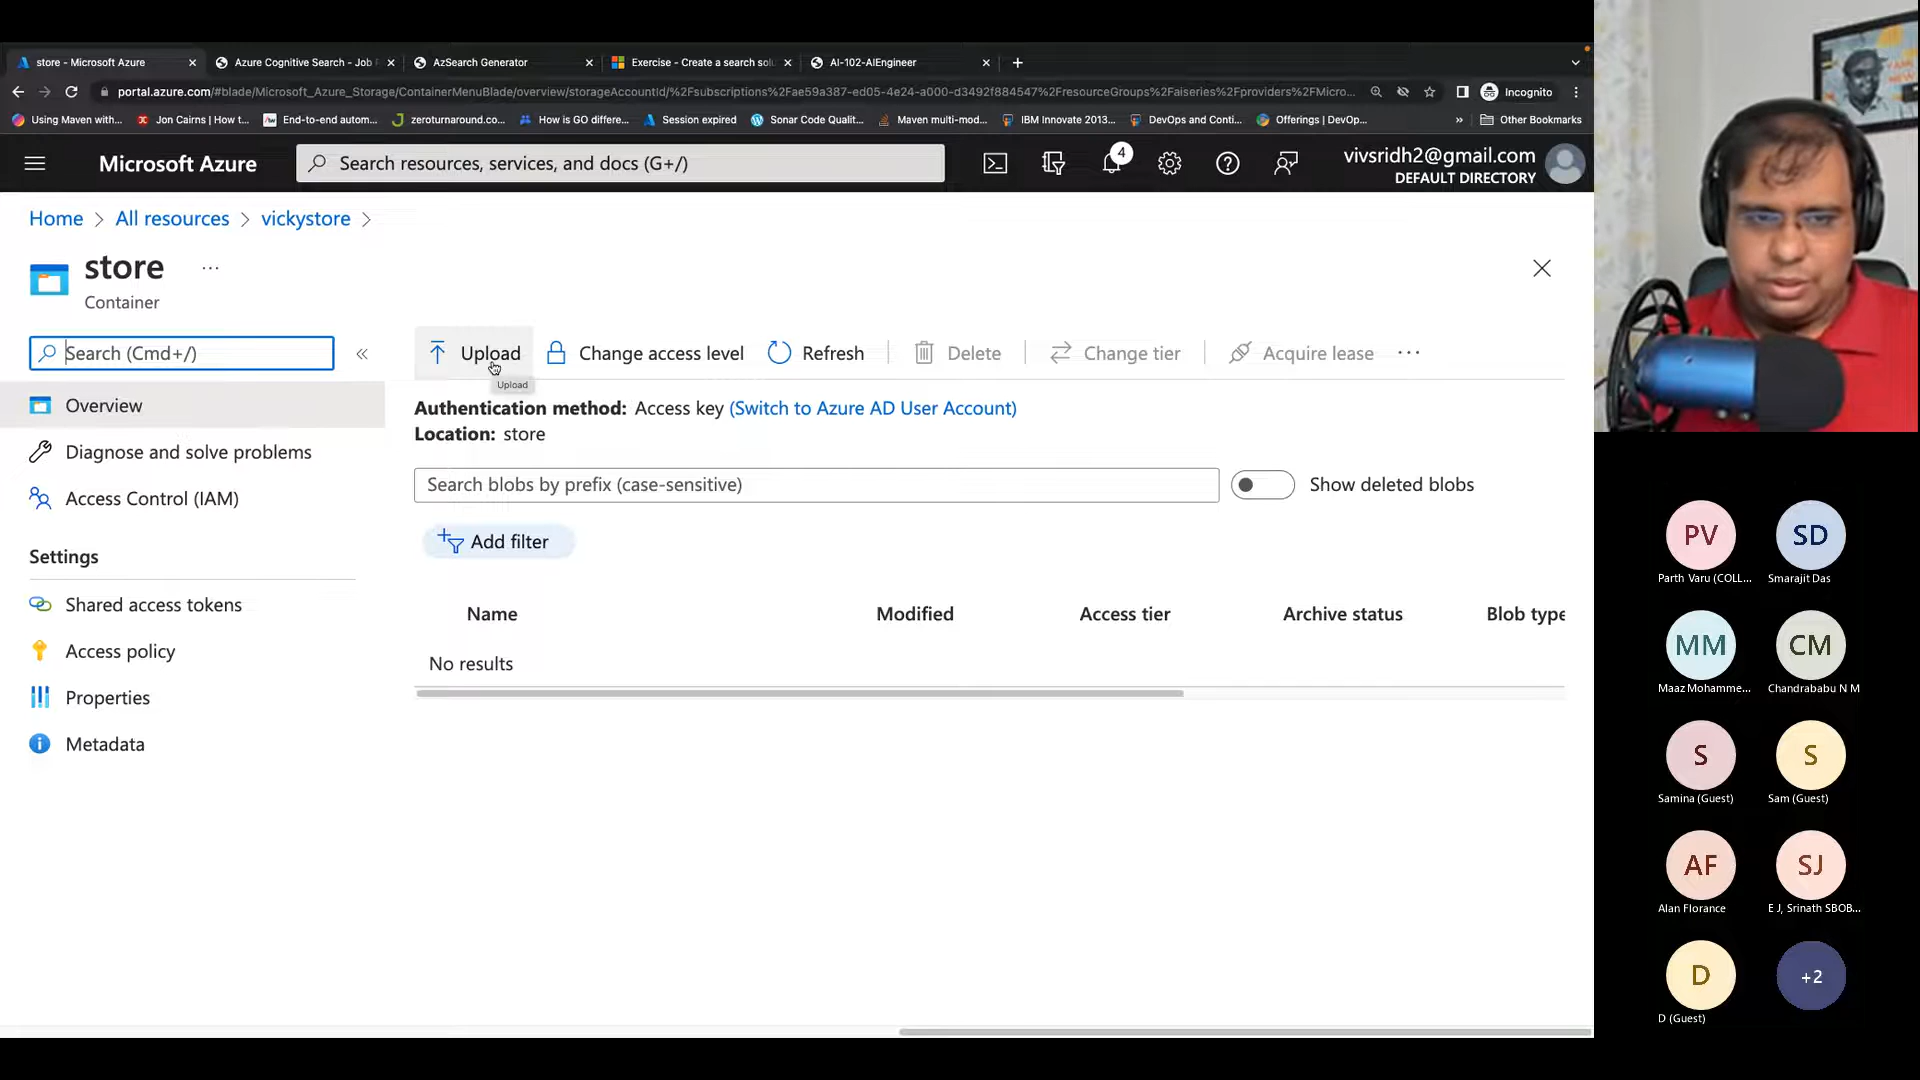 store - Microsoft Azure
Azure Cognitive Search - Job
AzSearch Generator
Exercise - Create a search solu
AI-102-AIEngineer
portal.azure.com/#blade/Microsoft_Azure_Storage/ContainerMenuBlade/overview/storageAccountId/%2Fsubscriptions%2Fae59a387-ed05-4e24-a000-d3492f884547%2FresourceGroups%2Faiseries%2Fproviders%2FMicro...
Incognito
Using Maven with...
Jon Cairns | How t...
End-to-end autom...
zeroturnaround.co...
How is GO differe...
Session expired
Sonar Code Qualit...
Maven multi-mod...
IBM Innovate 2013...
DevOps and Conti...
Offerings | DevOp...
»
Other Bookmarks
Microsoft Azure
Search resources, services, and docs (G+/)
4
vivsridh2@gmail.com
DEFAULT DIRECTORY
Home > All resources > vickystore >
store ...
Container
Search (Cmd+/)
«
Upload
Change access level
Refresh
Delete
Change tier
Acquire lease
...
Upload
Overview
Diagnose and solve problems
Access Control (IAM)
Settings
Shared access tokens
Access policy
Properties
Metadata
Authentication method: Access key (Switch to Azure AD User Account)
Location: store
Search blobs by prefix (case-sensitive)
Show deleted blobs
Add filter
Name
Modified
Access tier
Archive status
Blob type
No results
PV
Parth Varu (COLL...
SD
Smarajit Das
MM
Maaz Mohamme...
CM
Chandrababu N M
S
Samina (Guest)
S
Sam (Guest)
AF
Alan Florance
SJ
E J, Srinath SBOB...
D
D (Guest)
+2